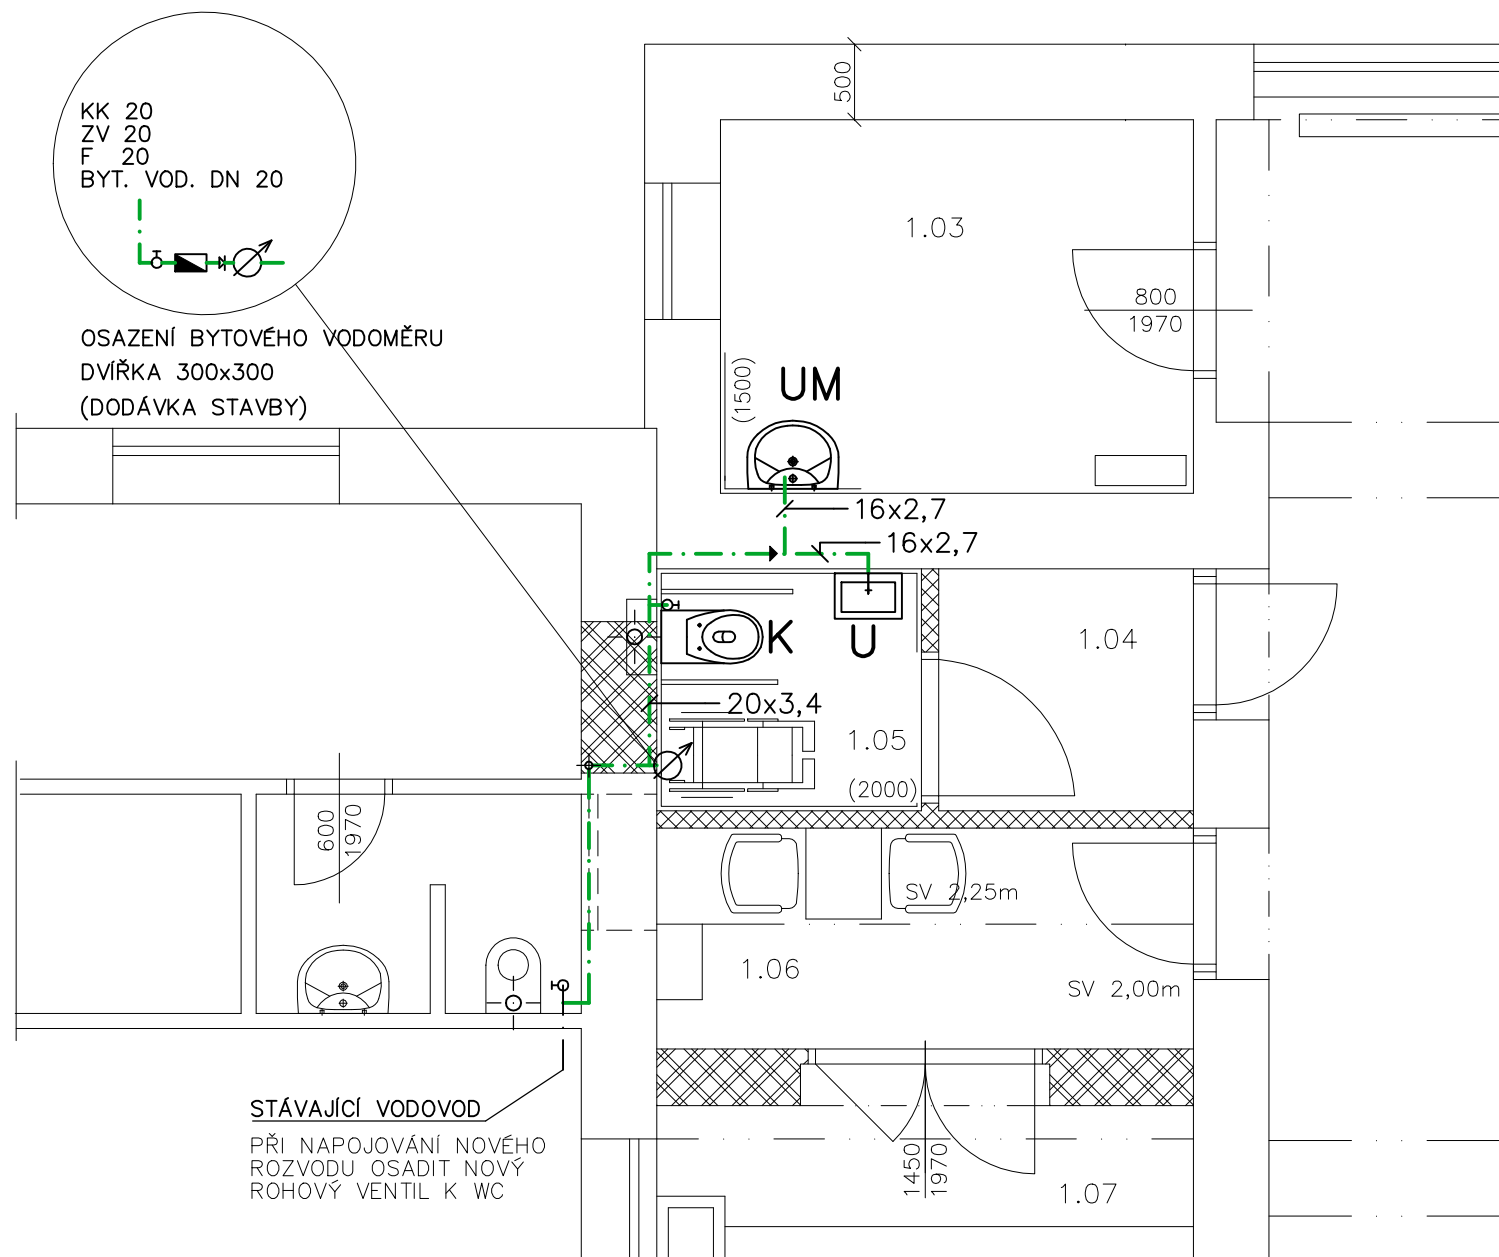 KK 20
ZV 20
F 20
BYT. VOD. DN 20
OSAZENÍ BYTOVÉHO VODOMĚRU
DVÍŘKA 300x300
(DODÁVKA STAVBY)
500
1.03
800
1970
(1500)
UM
16x2,7
16x2,7
K
U
1.04
20x3,4
1.05
(2000)
600
1970
SV 2,25m
1.06
SV 2,00m
STÁVAJÍCÍ VODOVOD
PŘI NAPOJOVÁNÍ NOVÉHO
ROZVODU OSADIT NOVÝ
ROHOVÝ VENTIL K WC
1450
1970
1.07